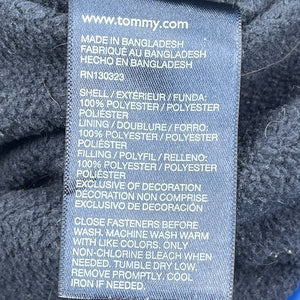 www.tommy.com
MADE IN BANGLADESH
FABRIQUÉ AU BANGLADESH
HECHO EN BANGLADESH
RN130323
SHELL / EXTÉRIEUR / FUNDA:
100% POLYESTER / POLYESTER /
POLIÉSTER
LINING / DOUBLURE / FORRO:
100% POLYESTER / POLYESTER /
POLIÉSTER
FILLING / POLYFIL / RELLENO:
100% POLYESTER / POLYESTER /
POLIÉSTER
EXCLUSIVE OF DECORATION
DÉCORATION NON COMPRISE
EXCLUSIVO DE DECORACIÓN
CLOSE FASTENERS BEFORE
WASH. MACHINE WASH WARM
WITH LIKE COLORS. ONLY
NON-CHLORINE BLEACH WHEN
NEEDED. TUMBLE DRY LOW.
REMOVE PROMPTLY. COOL
IRON IF NEEDED.